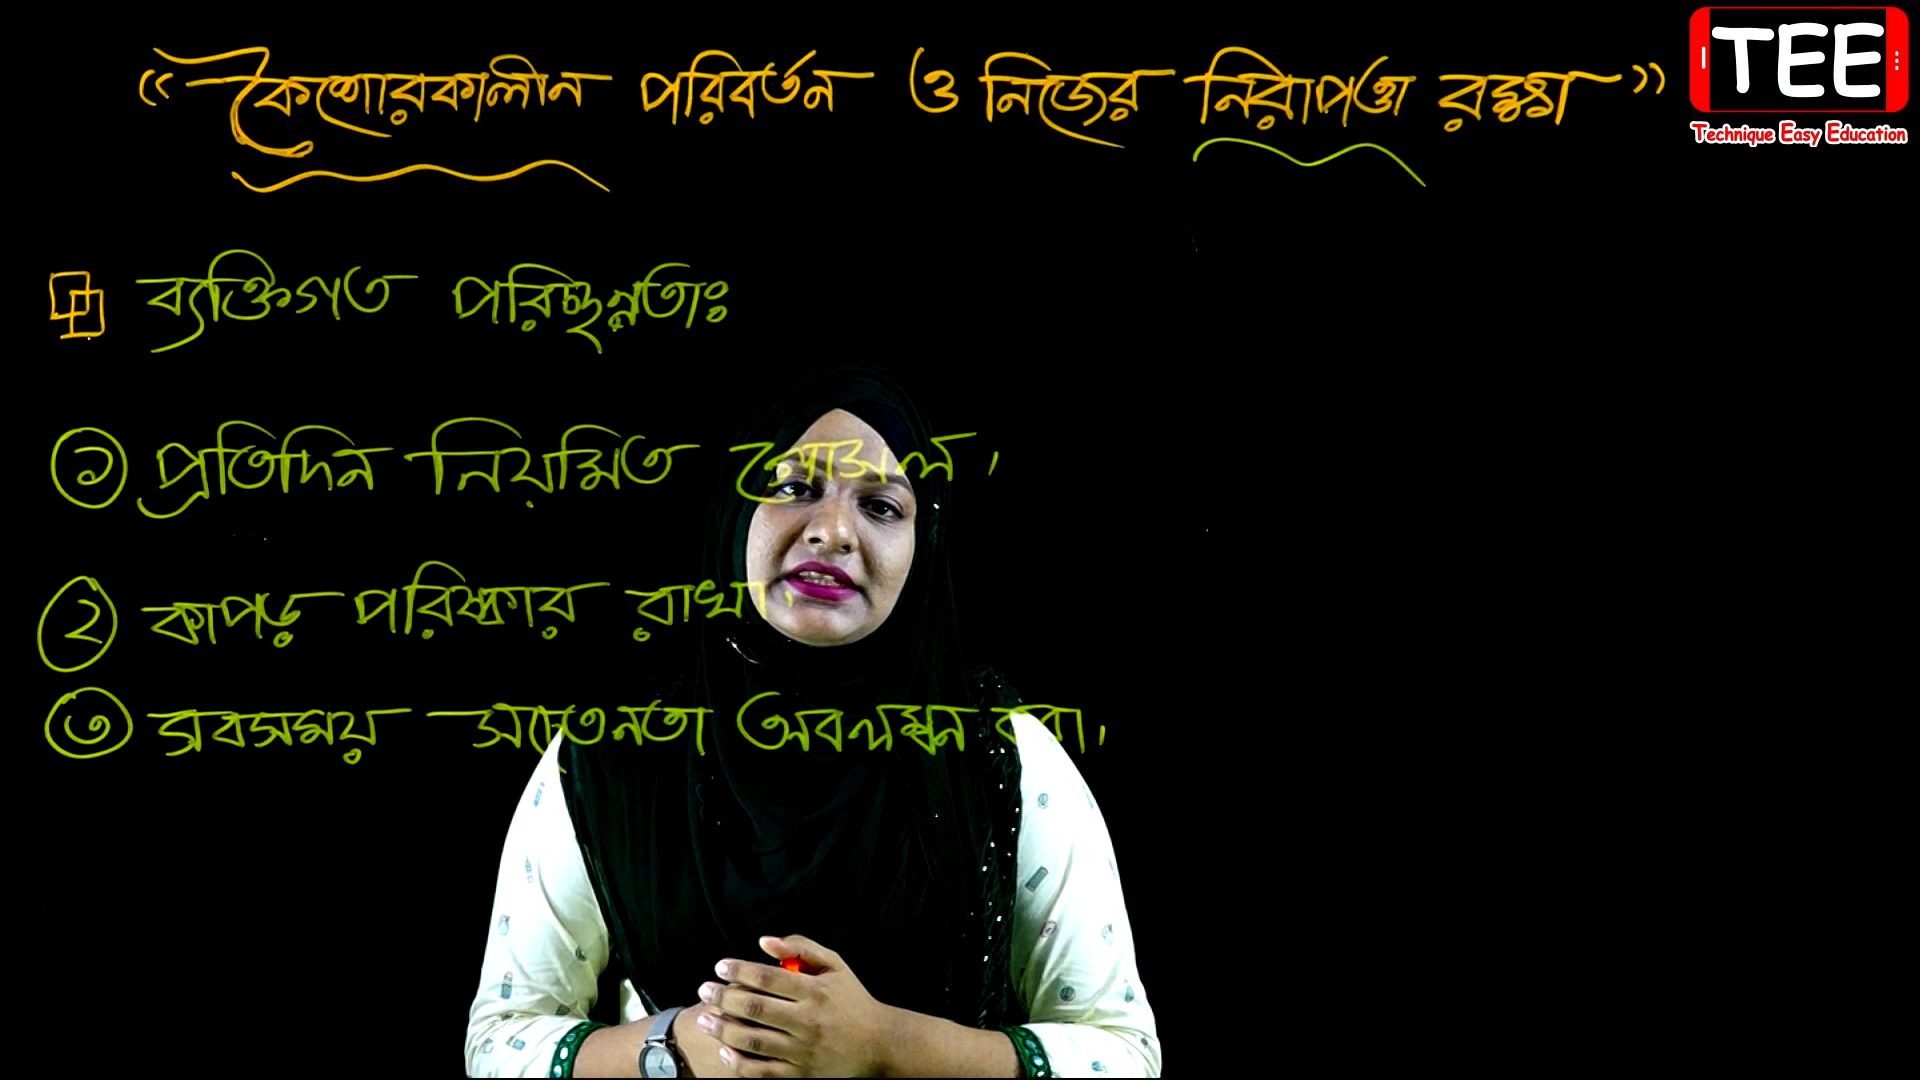 "কৈশোরকালীন পরিবর্তন ও নিজের নিরাপত্তা রক্ষা"
TEE
Technique Easy Education
ব্যক্তিগত পরিচ্ছন্নতাঃ
১ প্রতিদিন নিয়মিত গোসল।
২ কাপড় পরিষ্কার রাখা।
৩ সবসময় সচেতনতা অবলম্বন করা।